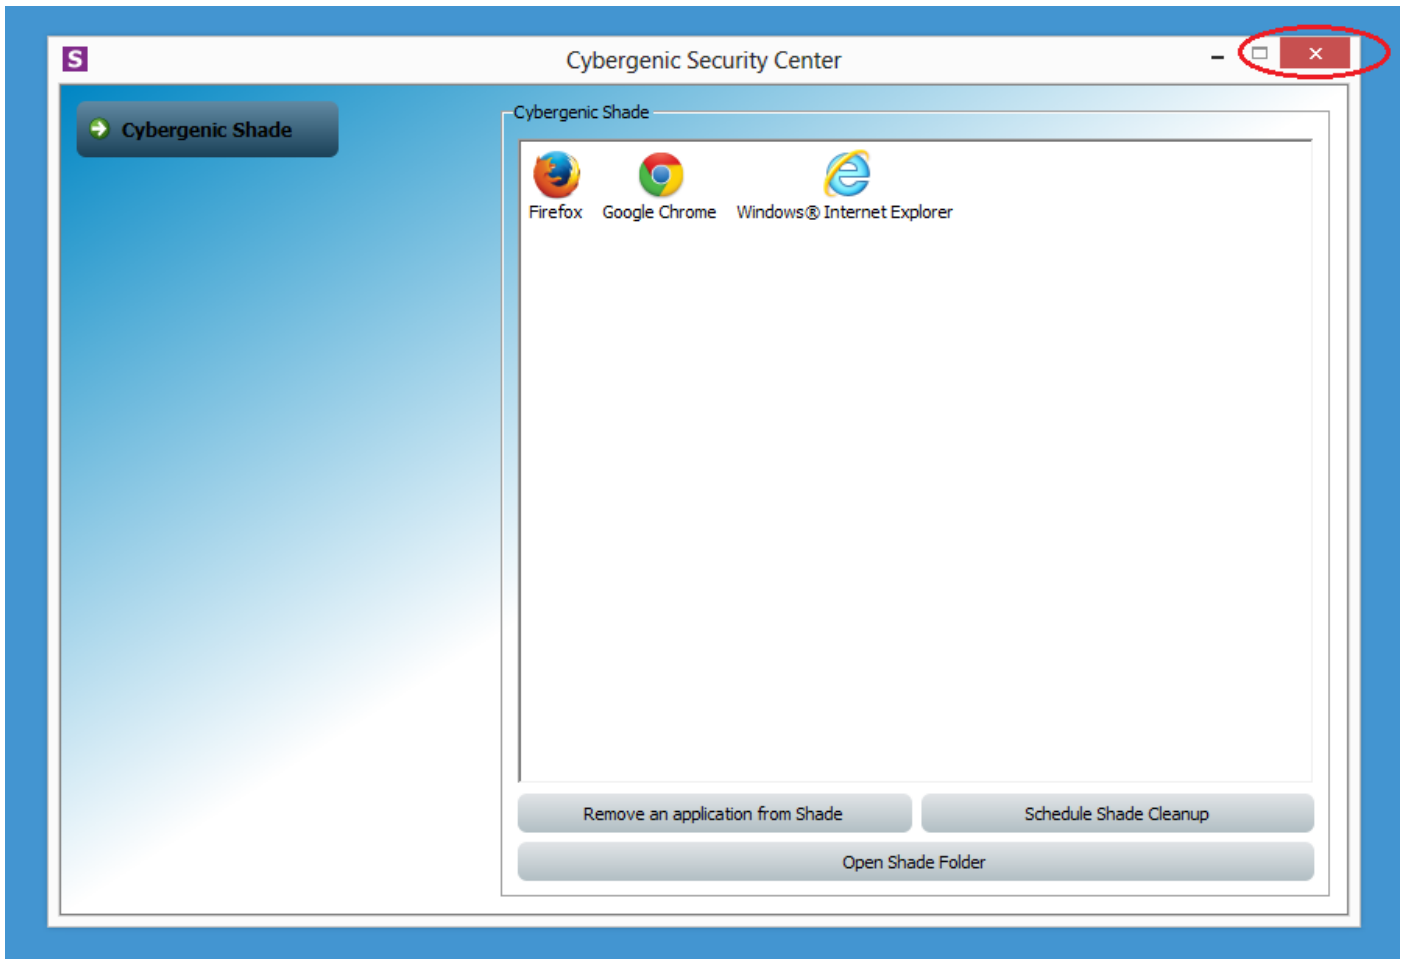 S
Cybergenic Security Center
Cybergenic Shade
Cybergenic Shade
Firefox Google Chrome Windows® Internet Explorer
Remove an application from Shade Schedule Shade Cleanup
Open Shade Folder